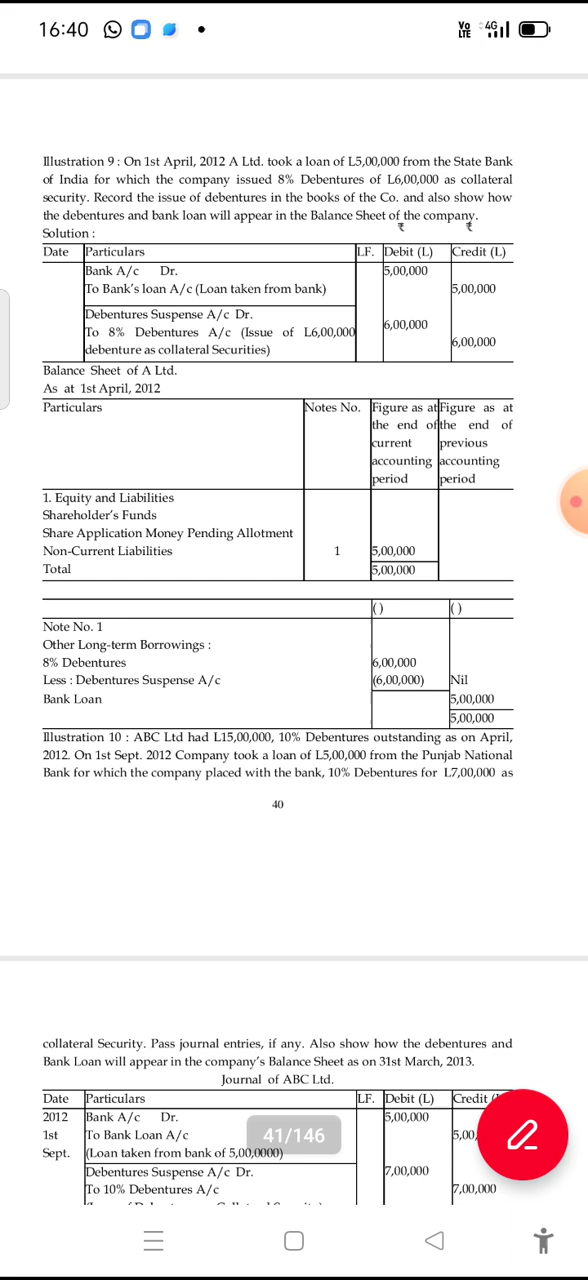 16:40
Vo LTE 4G
Illustration 9 : On 1st April, 2012 A Ltd. took a loan of L5,00,000 from the State Bank
of India for which the company issued 8% Debentures of L6,00,000 as collateral
security. Record the issue of debentures in the books of the Co. and also show how
the debentures and bank loan will appear in the Balance Sheet of the company.
Solution : ₹ ₹
Date Particulars LF. Debit (L) Credit (L)
Bank A/c Dr. 5,00,000
To Bank's loan A/c (Loan taken from bank) 5,00,000
Debentures Suspense A/c Dr.
To 8% Debentures A/c (Issue of L6,00,000 6,00,000
debenture as collateral Securities) 6,00,000
Balance Sheet of A Ltd.
As at 1st April, 2012
Particulars Notes No. Figure as at Figure as at
the end of the end of
current previous
accounting accounting
period period
1. Equity and Liabilities
Shareholder's Funds
Share Application Money Pending Allotment
Non-Current Liabilities 1 5,00,000
Total 5,00,000
() ()
Note No. 1
Other Long-term Borrowings :
8% Debentures 6,00,000
Less : Debentures Suspense A/c (6,00,000) Nil
Bank Loan 5,00,000
5,00,000
Illustration 10 : ABC Ltd had L15,00,000, 10% Debentures outstanding as on April,
2012. On 1st Sept. 2012 Company took a loan of L5,00,000 from the Punjab National
Bank for which the company placed with the bank, 10% Debentures for L7,00,000 as
40
collateral Security. Pass journal entries, if any. Also show how the debentures and
Bank Loan will appear in the company's Balance Sheet as on 31st March, 2013.
Journal of ABC Ltd.
Date Particulars LF. Debit (L) Credit
2012 Bank A/c Dr. 5,00,000
1st To Bank Loan A/c 41/146 5,00,
Sept. (Loan taken from bank of 5,00,0000)
Debentures Suspense A/c Dr. 7,00,000
To 10% Debentures A/c 7,00,000